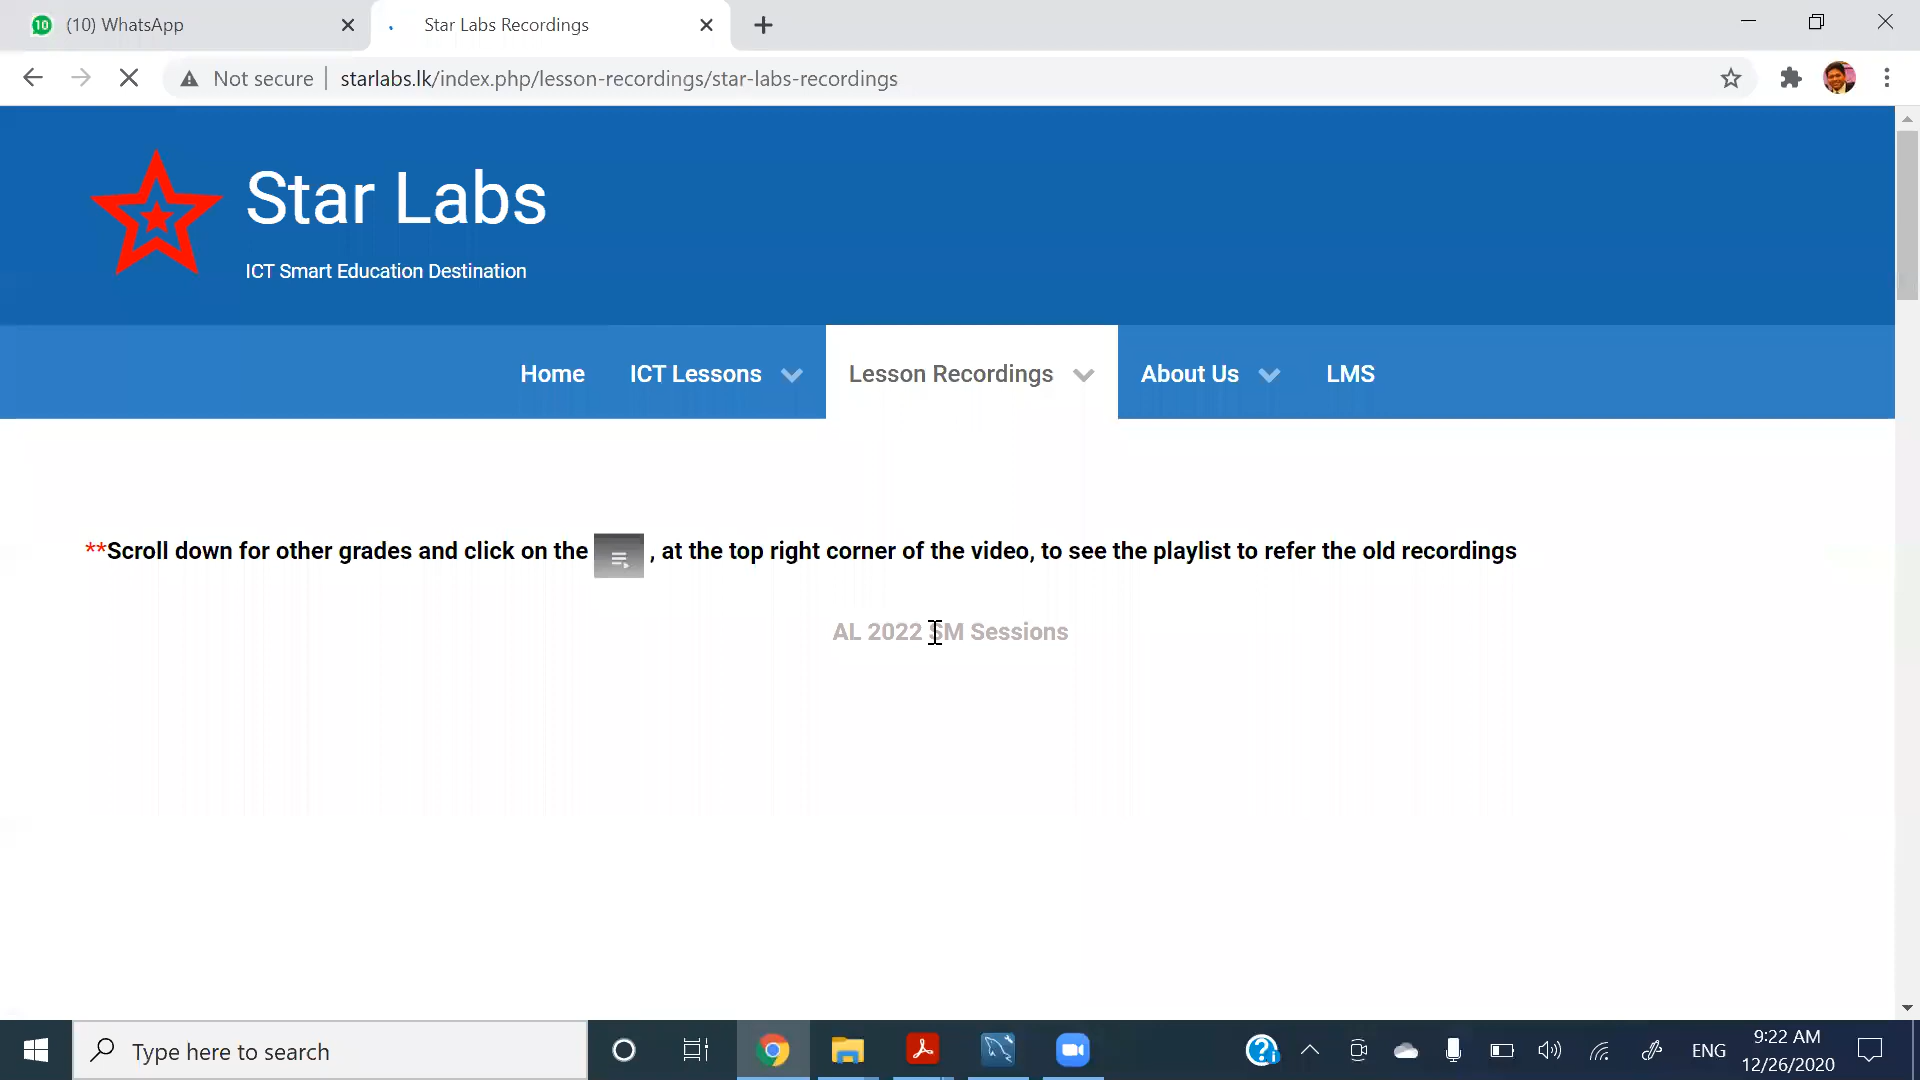 (10) WhatsApp
Star Labs Recordings
Not secure
starlabs.lk/index.php/lesson-recordings/star-labs-recordings
Star Labs
ICT Smart Education Destination
Home ICT Lessons Lesson Recordings About Us LMS
**Scroll down for other grades and click on the , at the top right corner of the video, to see the playlist to refer the old recordings
AL 2022 SM Sessions
Type here to search
ENG
9:22 AM
12/26/2020